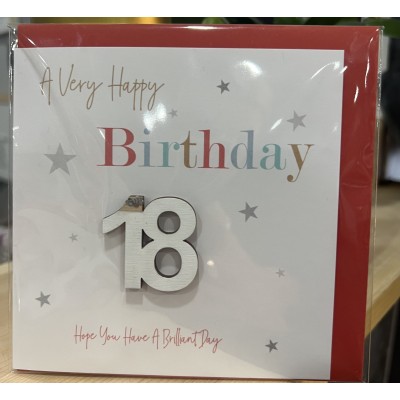 A Very Happy
Birthday
18
Hope You Have A Brilliant Day